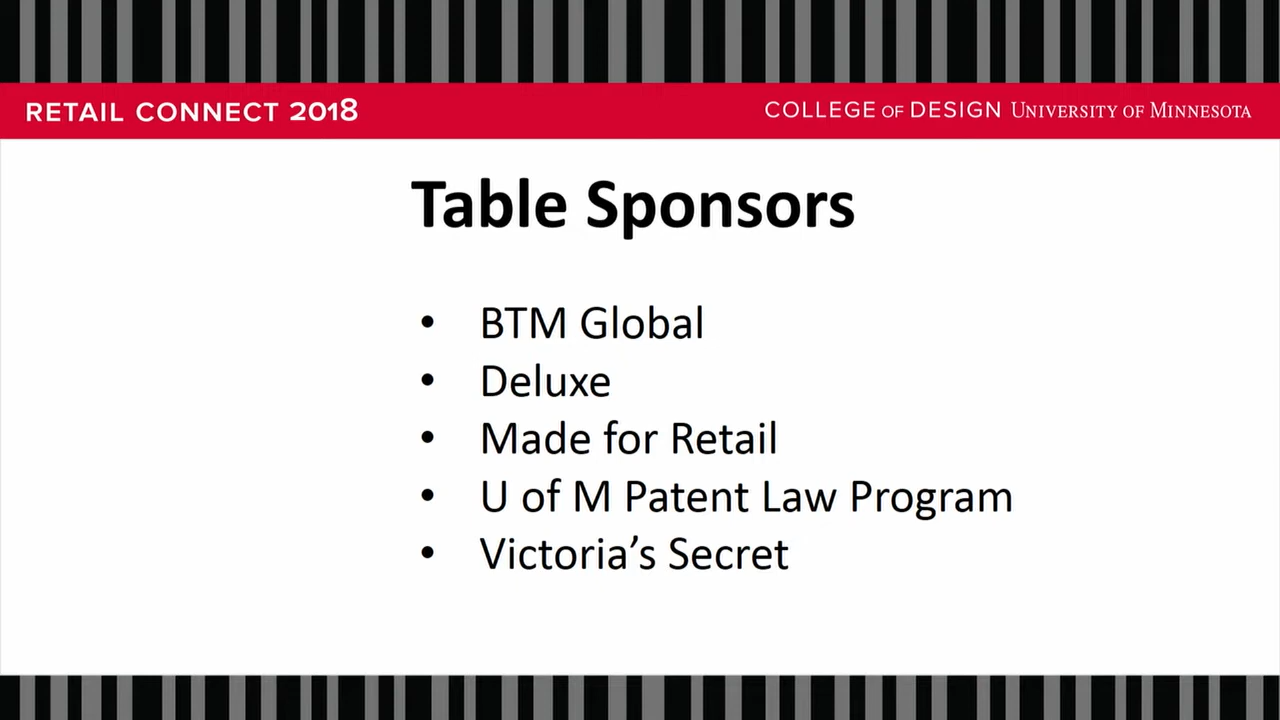 RETAIL CONNECT 2018
COLLEGE OF DESIGN UNIVERSITY OF MINNESOTA
Table Sponsors
• BTM Global
• Deluxe
• Made for Retail
• U of M Patent Law Program
• Victoria’s Secret